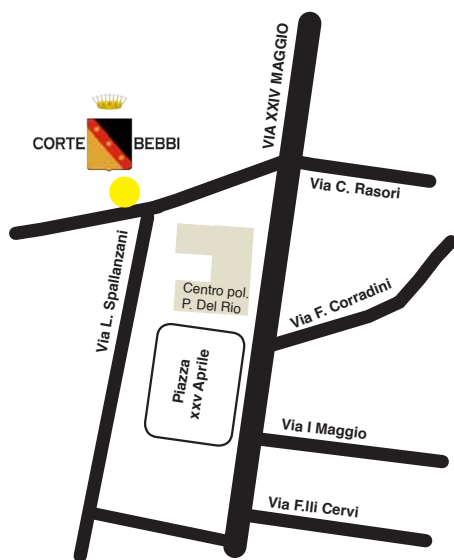 VIA XXIV MAGGIO
CORTE BEBBI
Via C. Rasori
Via L. Spallanzani
Centro pol.
P. Del Rio
Via F. Corradini
Piazza
xxv Aprile
Via I Maggio
Via F.lli Cervi